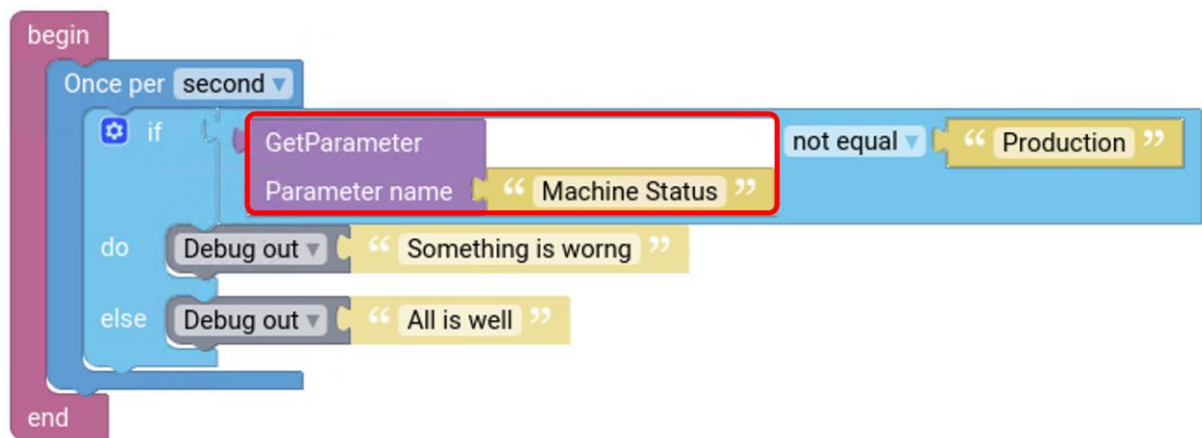 begin
Once per second ▾
if GetParameter not equal ▾ “ Production ”
Parameter name “ Machine Status ”
do Debug out ▾ “ Something is worng ”
else Debug out ▾ “ All is well ”
end